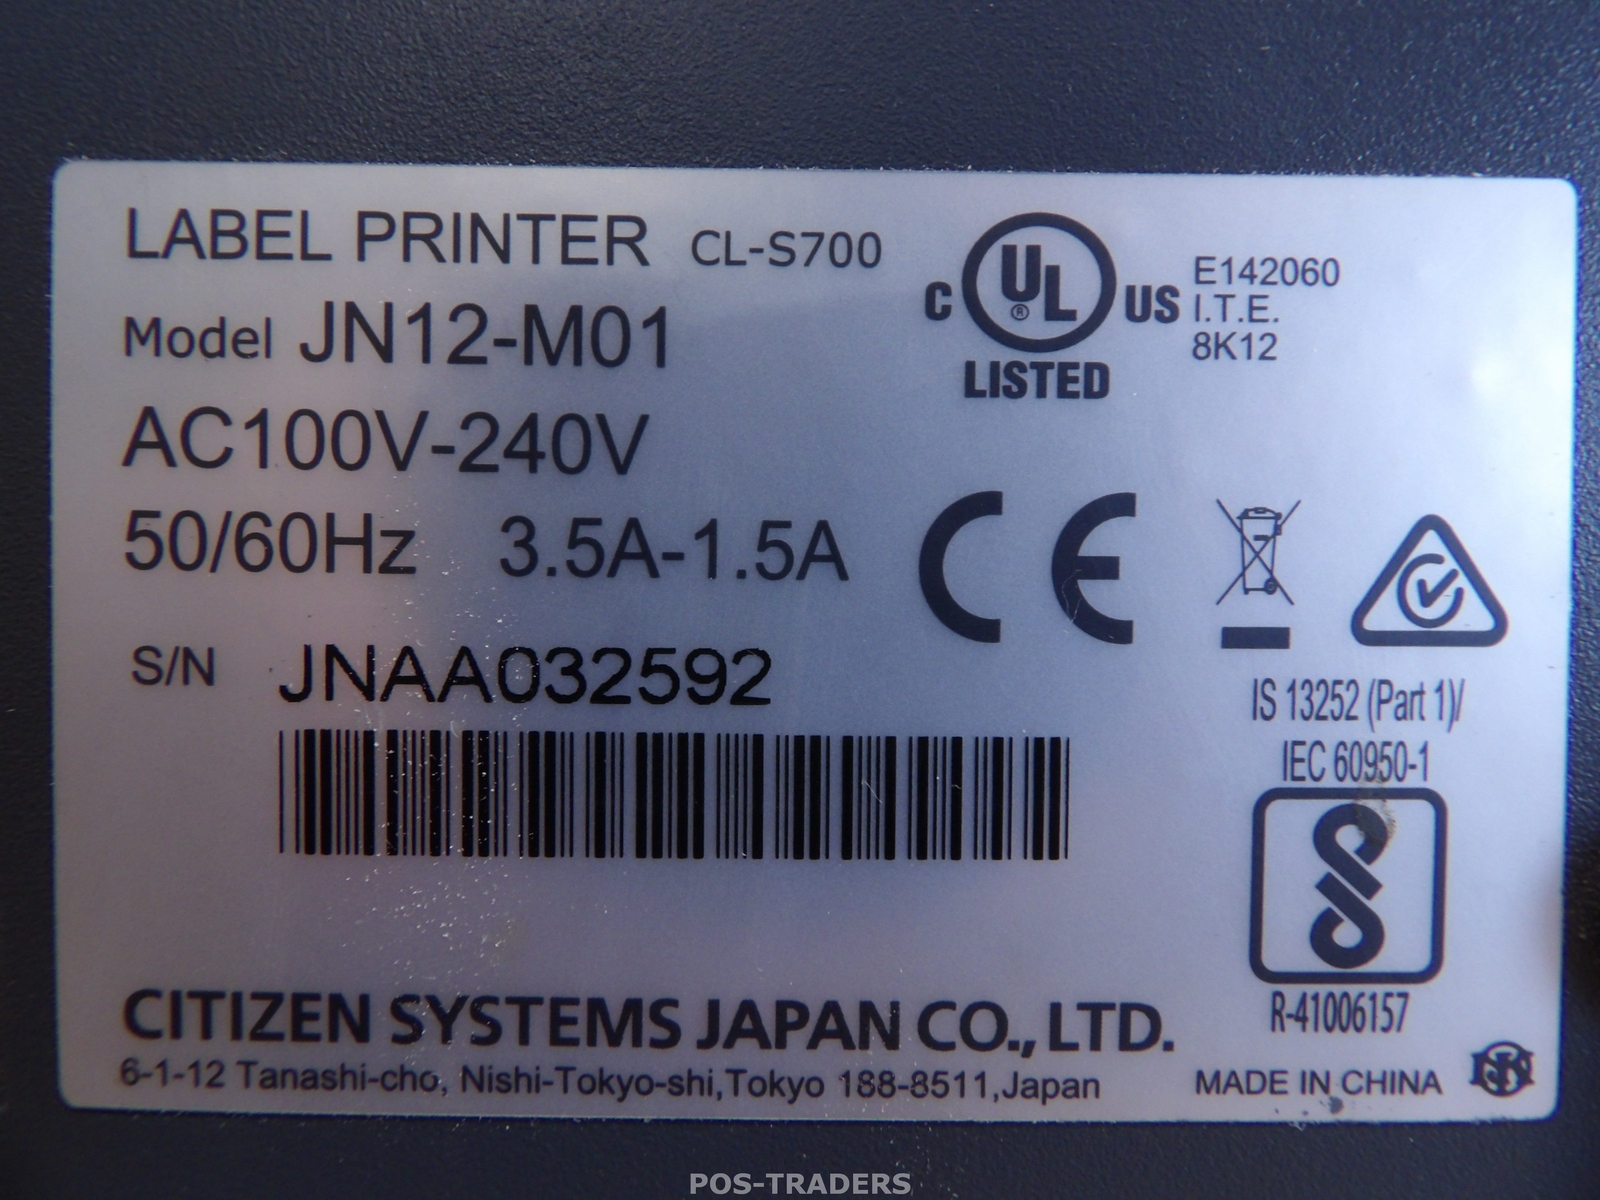 LABEL PRINTER CL-S700
Model JN12-M01
AC100V-240V
50/60Hz 3.5A-1.5A
S/N JNAA032592
C UL ® US
LISTED
E142060
I.T.E.
8K12
CE
IS 13252 (Part 1)/
IEC 60950-1
R-41006157
CITIZEN SYSTEMS JAPAN CO., LTD.
6-1-12 Tanashi-cho, Nishi-Tokyo-shi,Tokyo 188-8511,Japan
MADE IN CHINA
POS-TRADERS